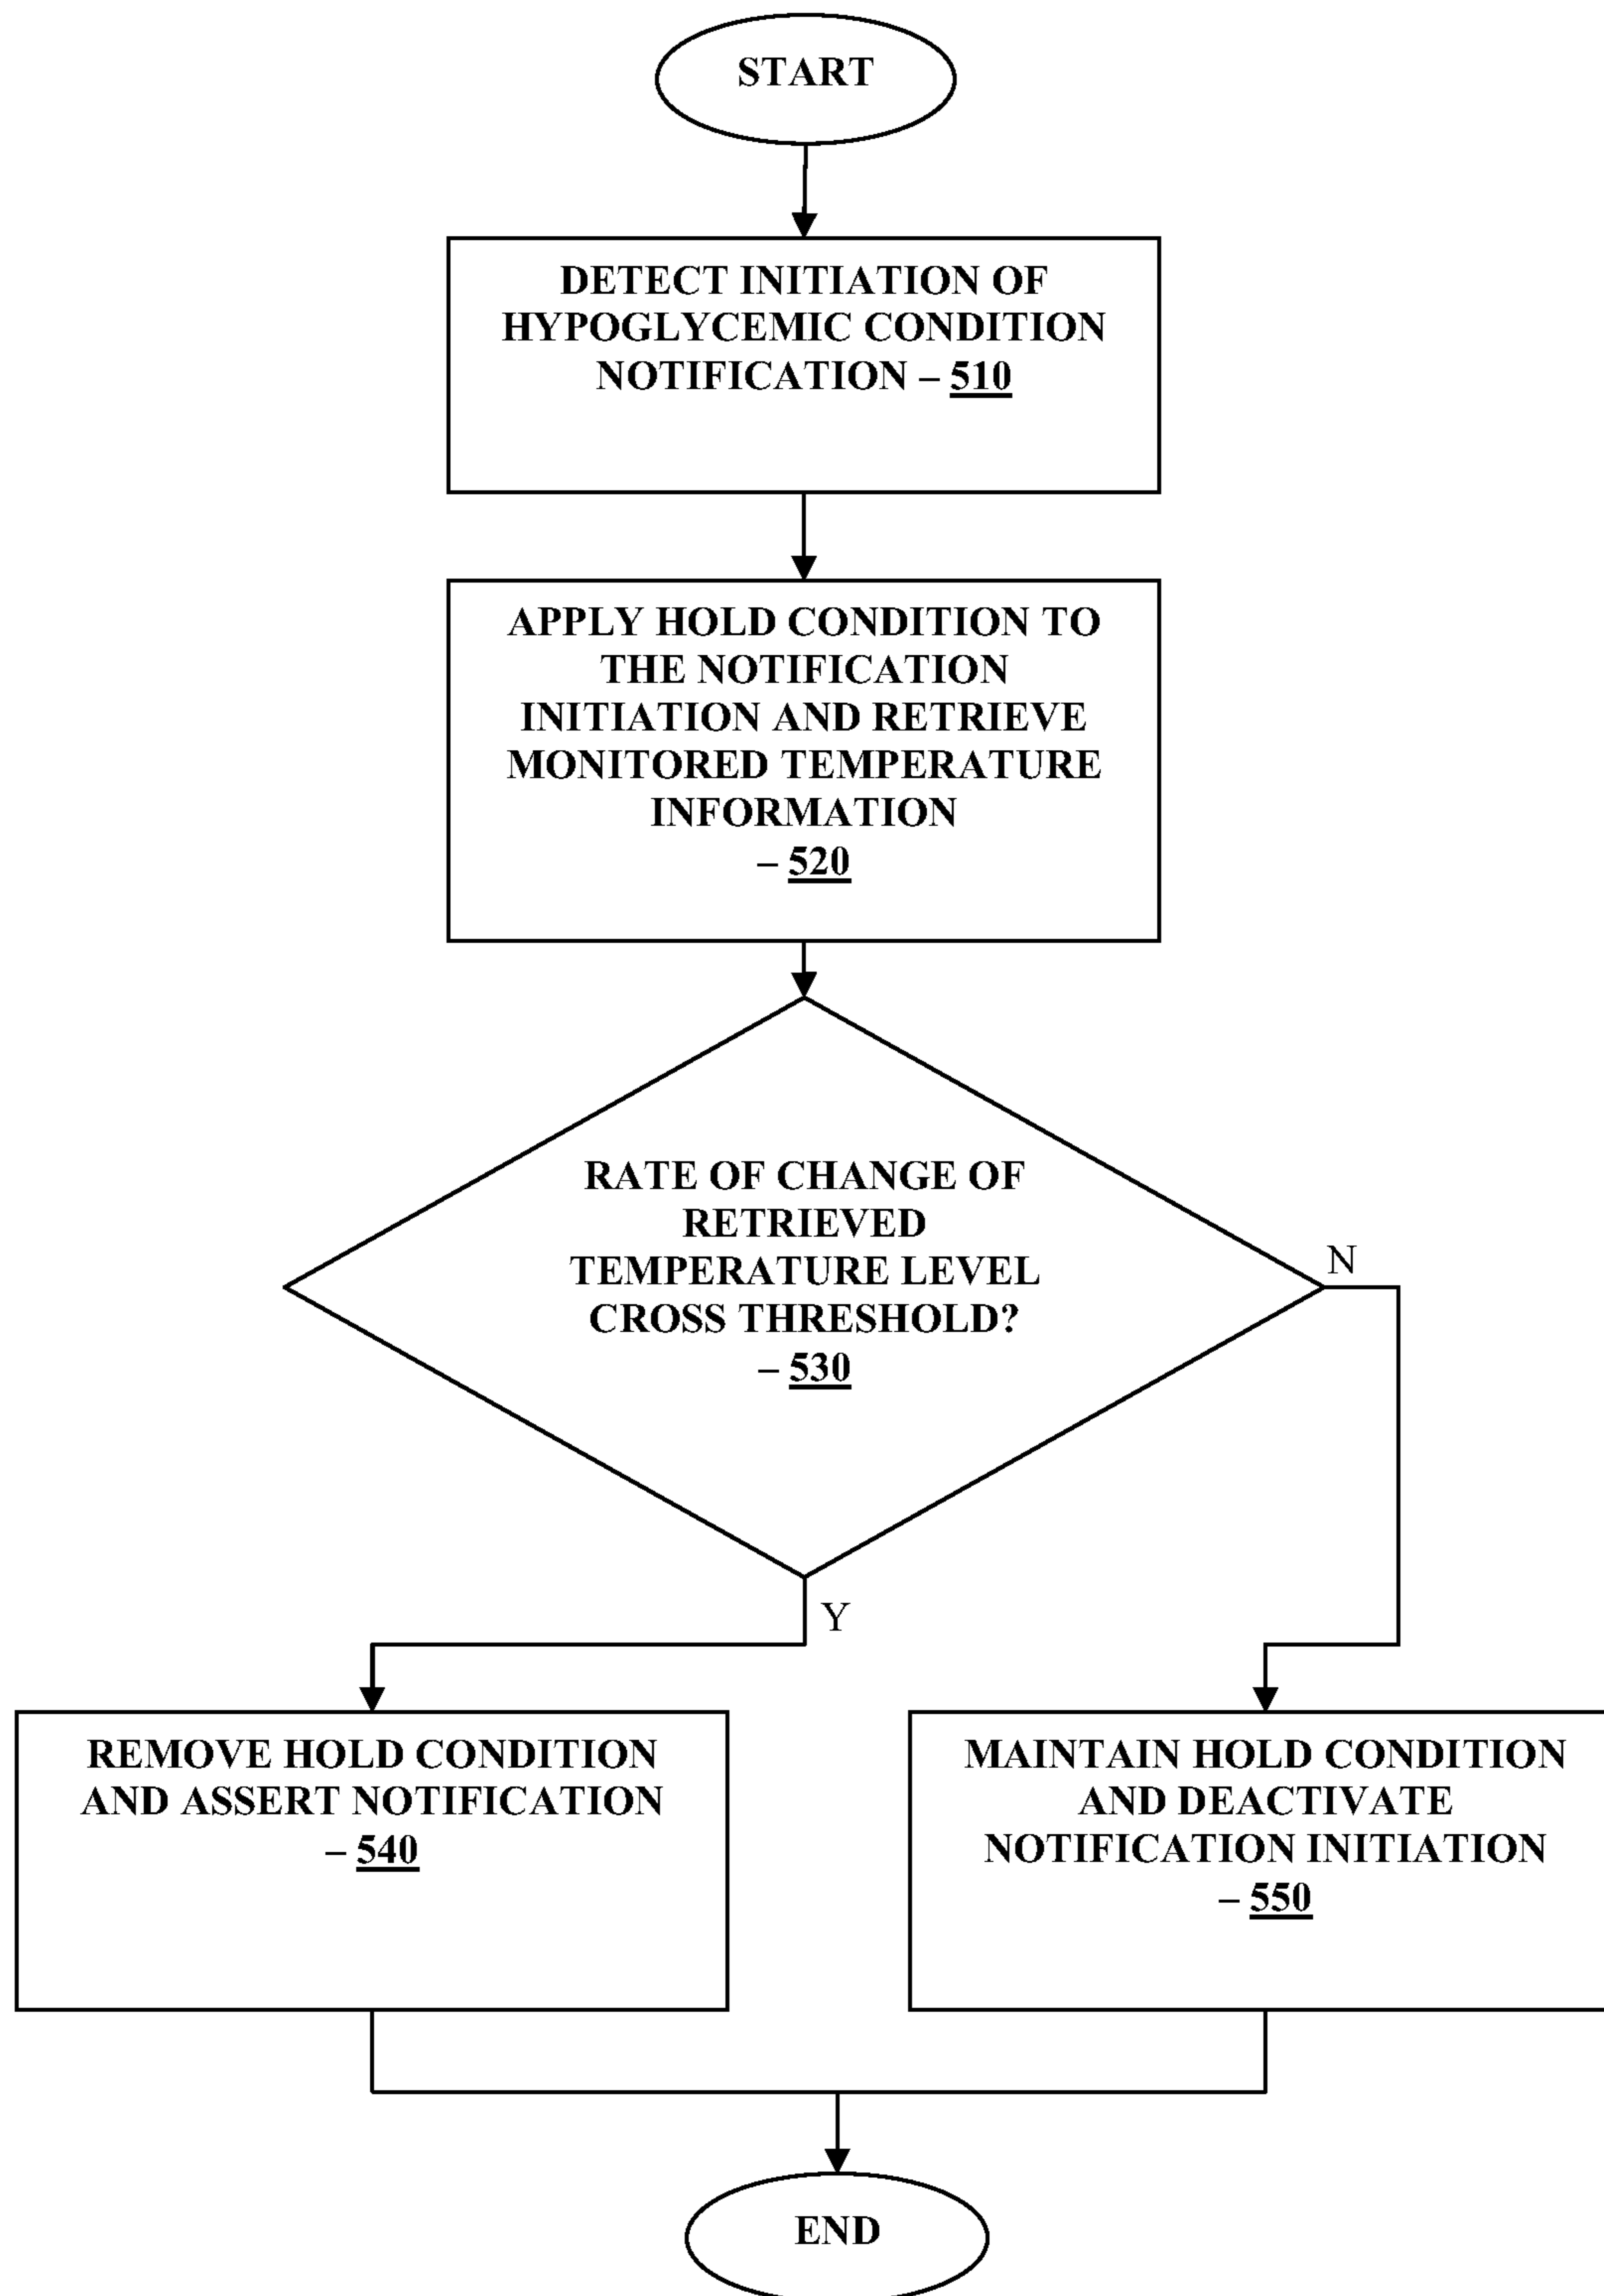 START
DETECT INITIATION OF
HYPOGLYCEMIC CONDITION
NOTIFICATION – 510
APPLY HOLD CONDITION TO
THE NOTIFICATION
INITIATION AND RETRIEVE
MONITORED TEMPERATURE
INFORMATION
– 520
RATE OF CHANGE OF
RETRIEVED
TEMPERATURE LEVEL
CROSS THRESHOLD?
– 530
N
Y
REMOVE HOLD CONDITION
AND ASSERT NOTIFICATION
– 540
MAINTAIN HOLD CONDITION
AND DEACTIVATE
NOTIFICATION INITIATION
– 550
END